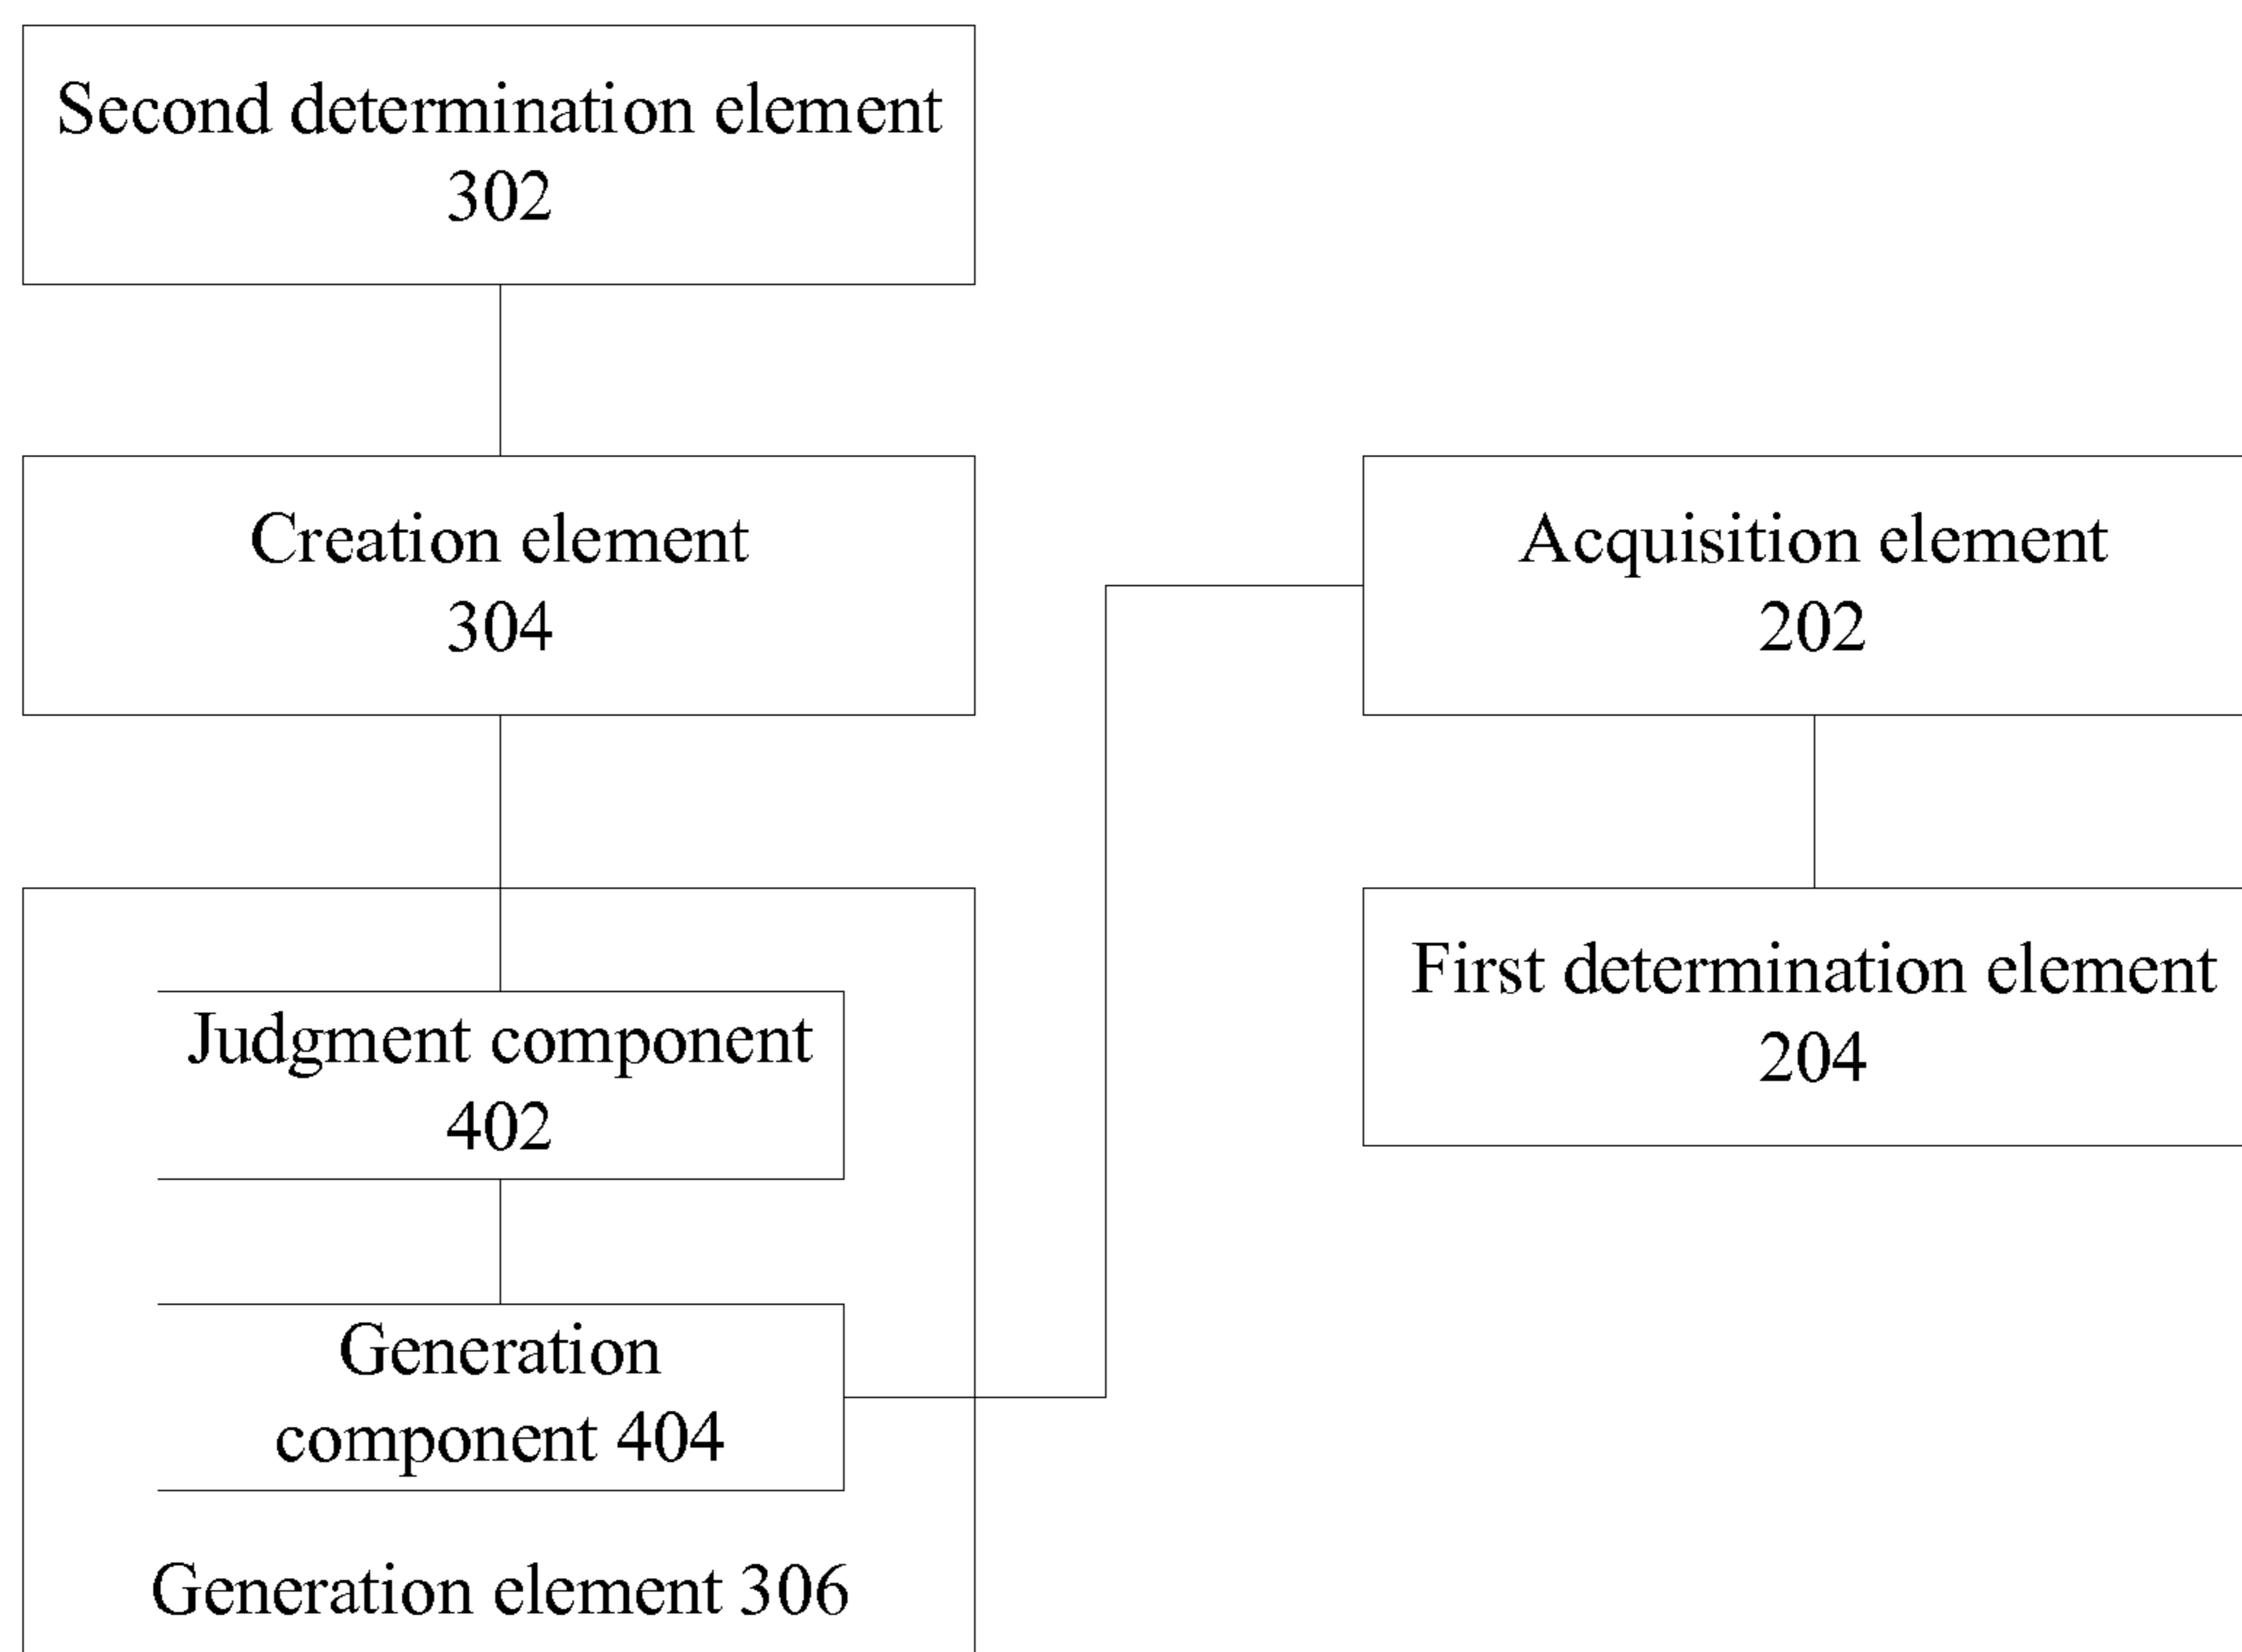 Second determination element
302
Creation element
304
Judgment component
402
Generation
component 404
Generation element 306
Acquisition element
202
First determination element
204